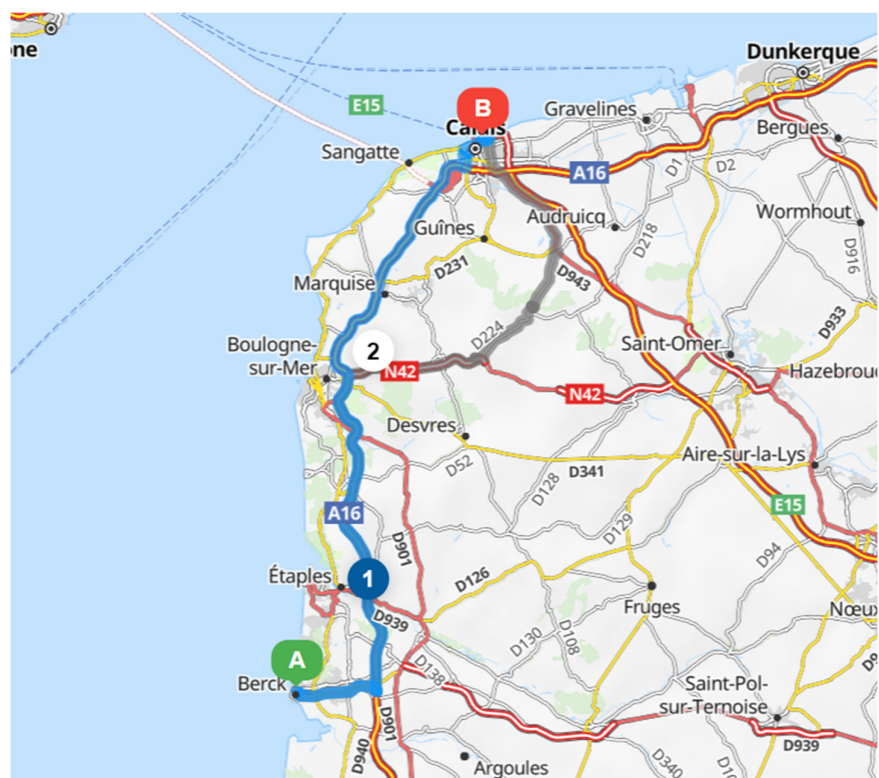 ne
Dunkerque
B
E15
Calais
Gravelines
Bergues
Sangatte
A16
D1
D2
Audruicq
Wormhout
Guînes
D218
D916
D231
D943
Marquise
D224
D933
Boulogne-
sur-Mer
2
Saint-Omer
N42
Hazebrou
N42
Desvres
D52
D341
Aire-sur-la-Lys
D128
A16
E15
D129
D901
D94
Étaples
1
D126
Fruges
Nœux
D939
D130
D108
A
D138
Berck
Saint-Pol-
sur-Ternoise
D901
D939
D940
D340
Argoules